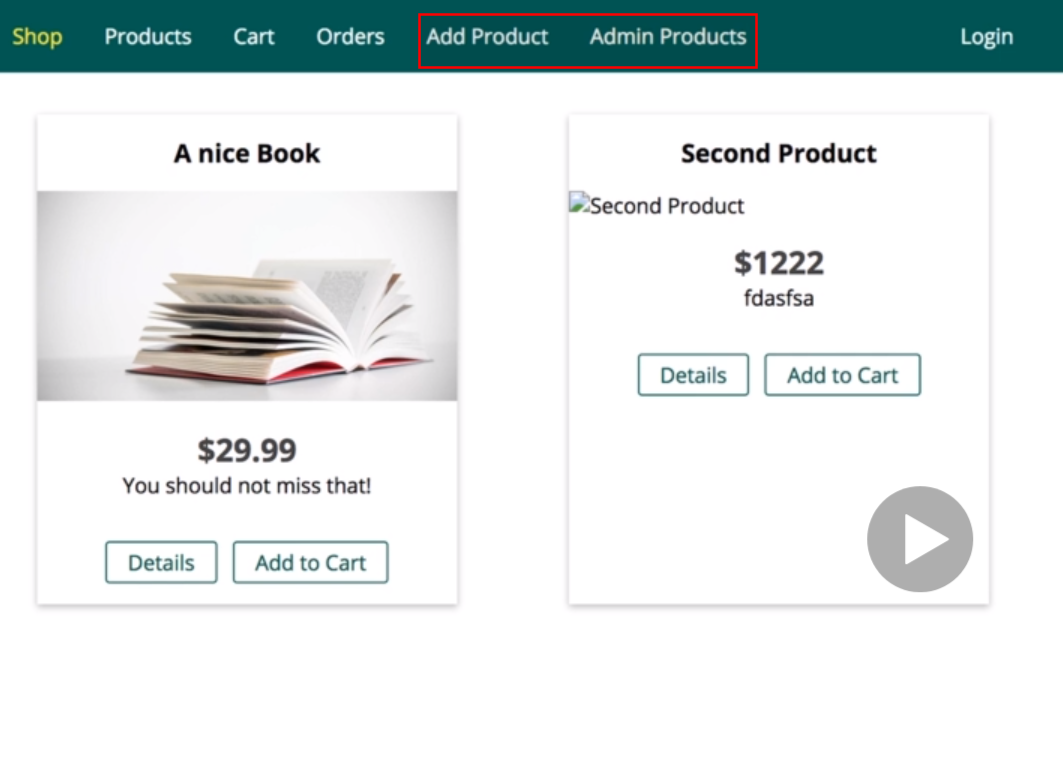 Shop Products Cart Orders Add Product Admin Products Login
A nice Book
$29.99
You should not miss that!
Details Add to Cart
Second Product
Second Product
$1222
fdasfsa
Details Add to Cart